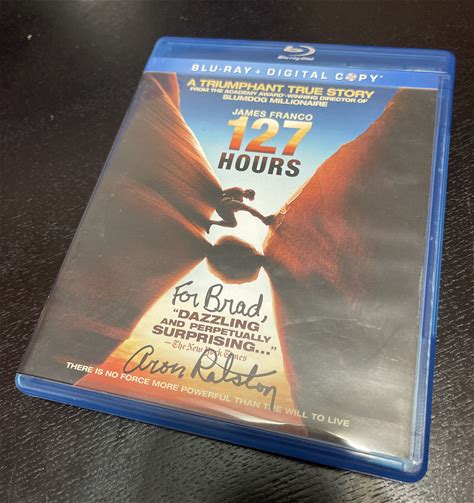 Blu-ray Disc
BLU-RAY + DIGITAL COPY
A TRIUMPHANT TRUE STORY
FROM THE ACADEMY AWARD-WINNING DIRECTOR OF
SLUMDOG MILLIONAIRE
JAMES FRANCO
127
HOURS
For Brad,
"DAZZLING
AND PERPETUALLY
SURPRISING..."
—The New York Times
Aron Ralston
THERE IS NO FORCE MORE POWERFUL THAN THE WILL TO LIVE